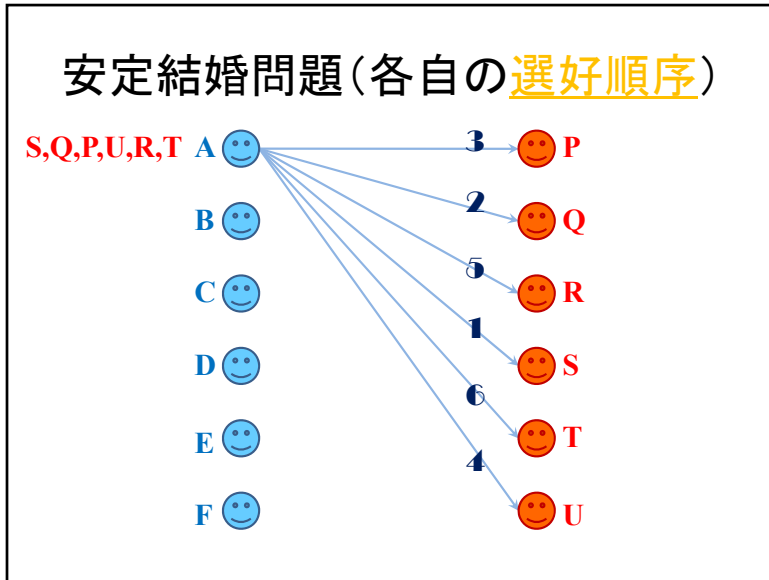 安定結婚問題(各自の選好順序)
S,Q,P,U,R,T A 3 P
B 2 Q
C 5 R
D 1 S
E 6 T
F 4 U